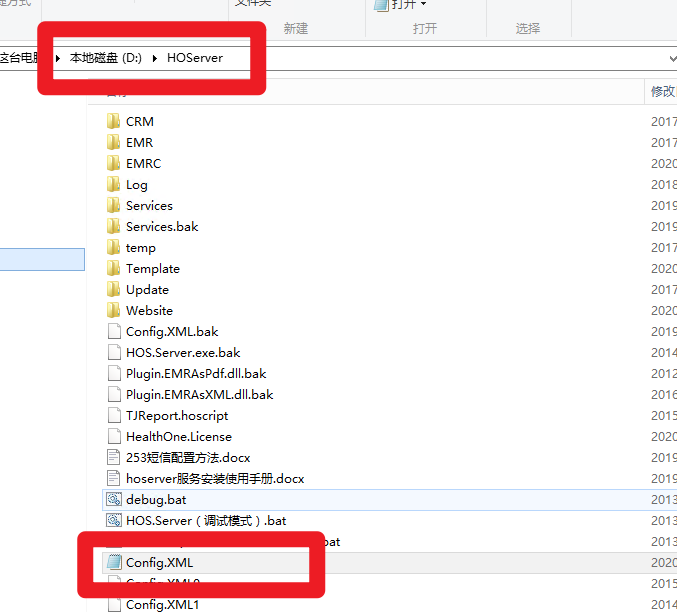 文件夹
打开
新建
打开
选择
这台电脑 本地磁盘 (D:) HOServer
修改
CRM 2017
EMR 2017
EMRC 2020
Log 2018
Services 2019
Services.bak 2019
temp 2017
Template 2020
Update 2017
Website 2020
Config.XML.bak 2019
HOS.Server.exe.bak 2014
Plugin.EMRAsPdf.dll.bak 2012
Plugin.EMRAsXML.dll.bak 2016
TJReport.hoscript 2015
HealthOne.License 2020
253短信配置方法.docx 2019
hoserver服务安装使用手册.docx 2019
debug.bat 2013
HOS.Server（调试模式）.bat 2013
bat 2013
Config.XML 2020
Config.XML0 2015
Config.XML1 2014